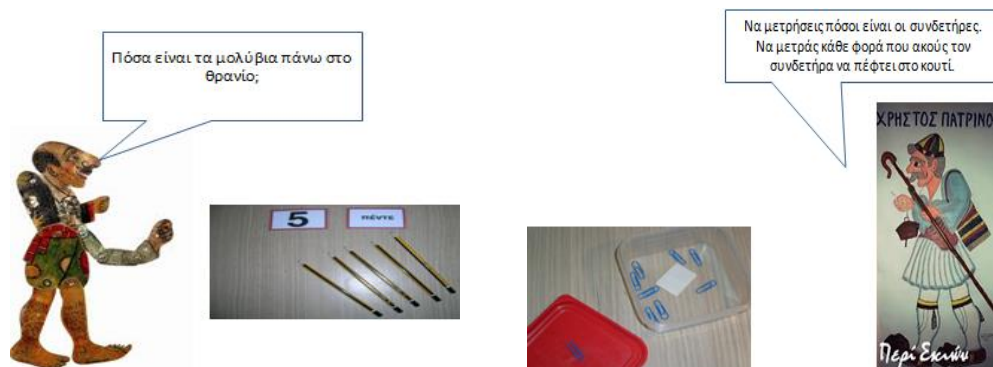 Πόσα είναι τα μολύβια πάνω στο
θρανίο;
Να μετρήσεις πόσοι είναι οι συνδετήρες.
Να μετράς κάθε φορά που ακούς τον
συνδετήρα να πέφτει στο κουτί.
ΧΡΗΣΤΟΣ ΠΑΤΡΙΝΟ
5
ΠΕΝΤΕ
Περί Σκιών